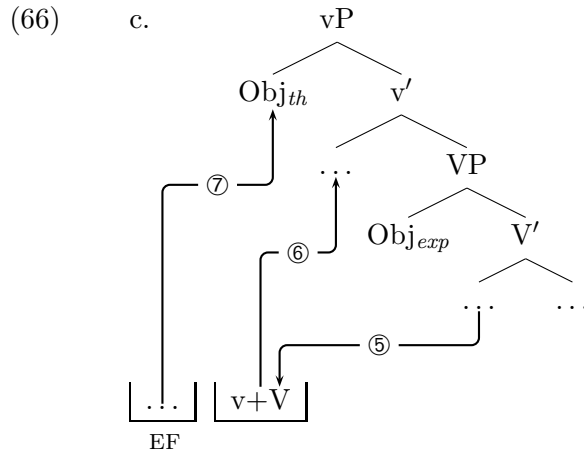 (66) c. vP
Obj_th v′
... VP
⑦
Obj_exp V′
⑥
... ...
⑤
... v+V
EF